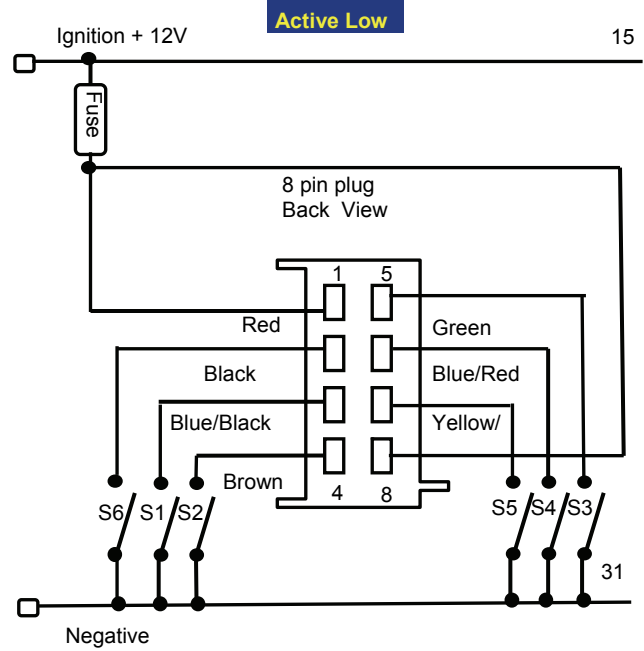 Active Low
Ignition + 12V
15
Fuse
8 pin plug
Back View
1 5
Red
Green
Black
Blue/Red
Blue/Black
Yellow/
Brown
4 8
S6 S1 S2
S5 S4 S3
31
Negative